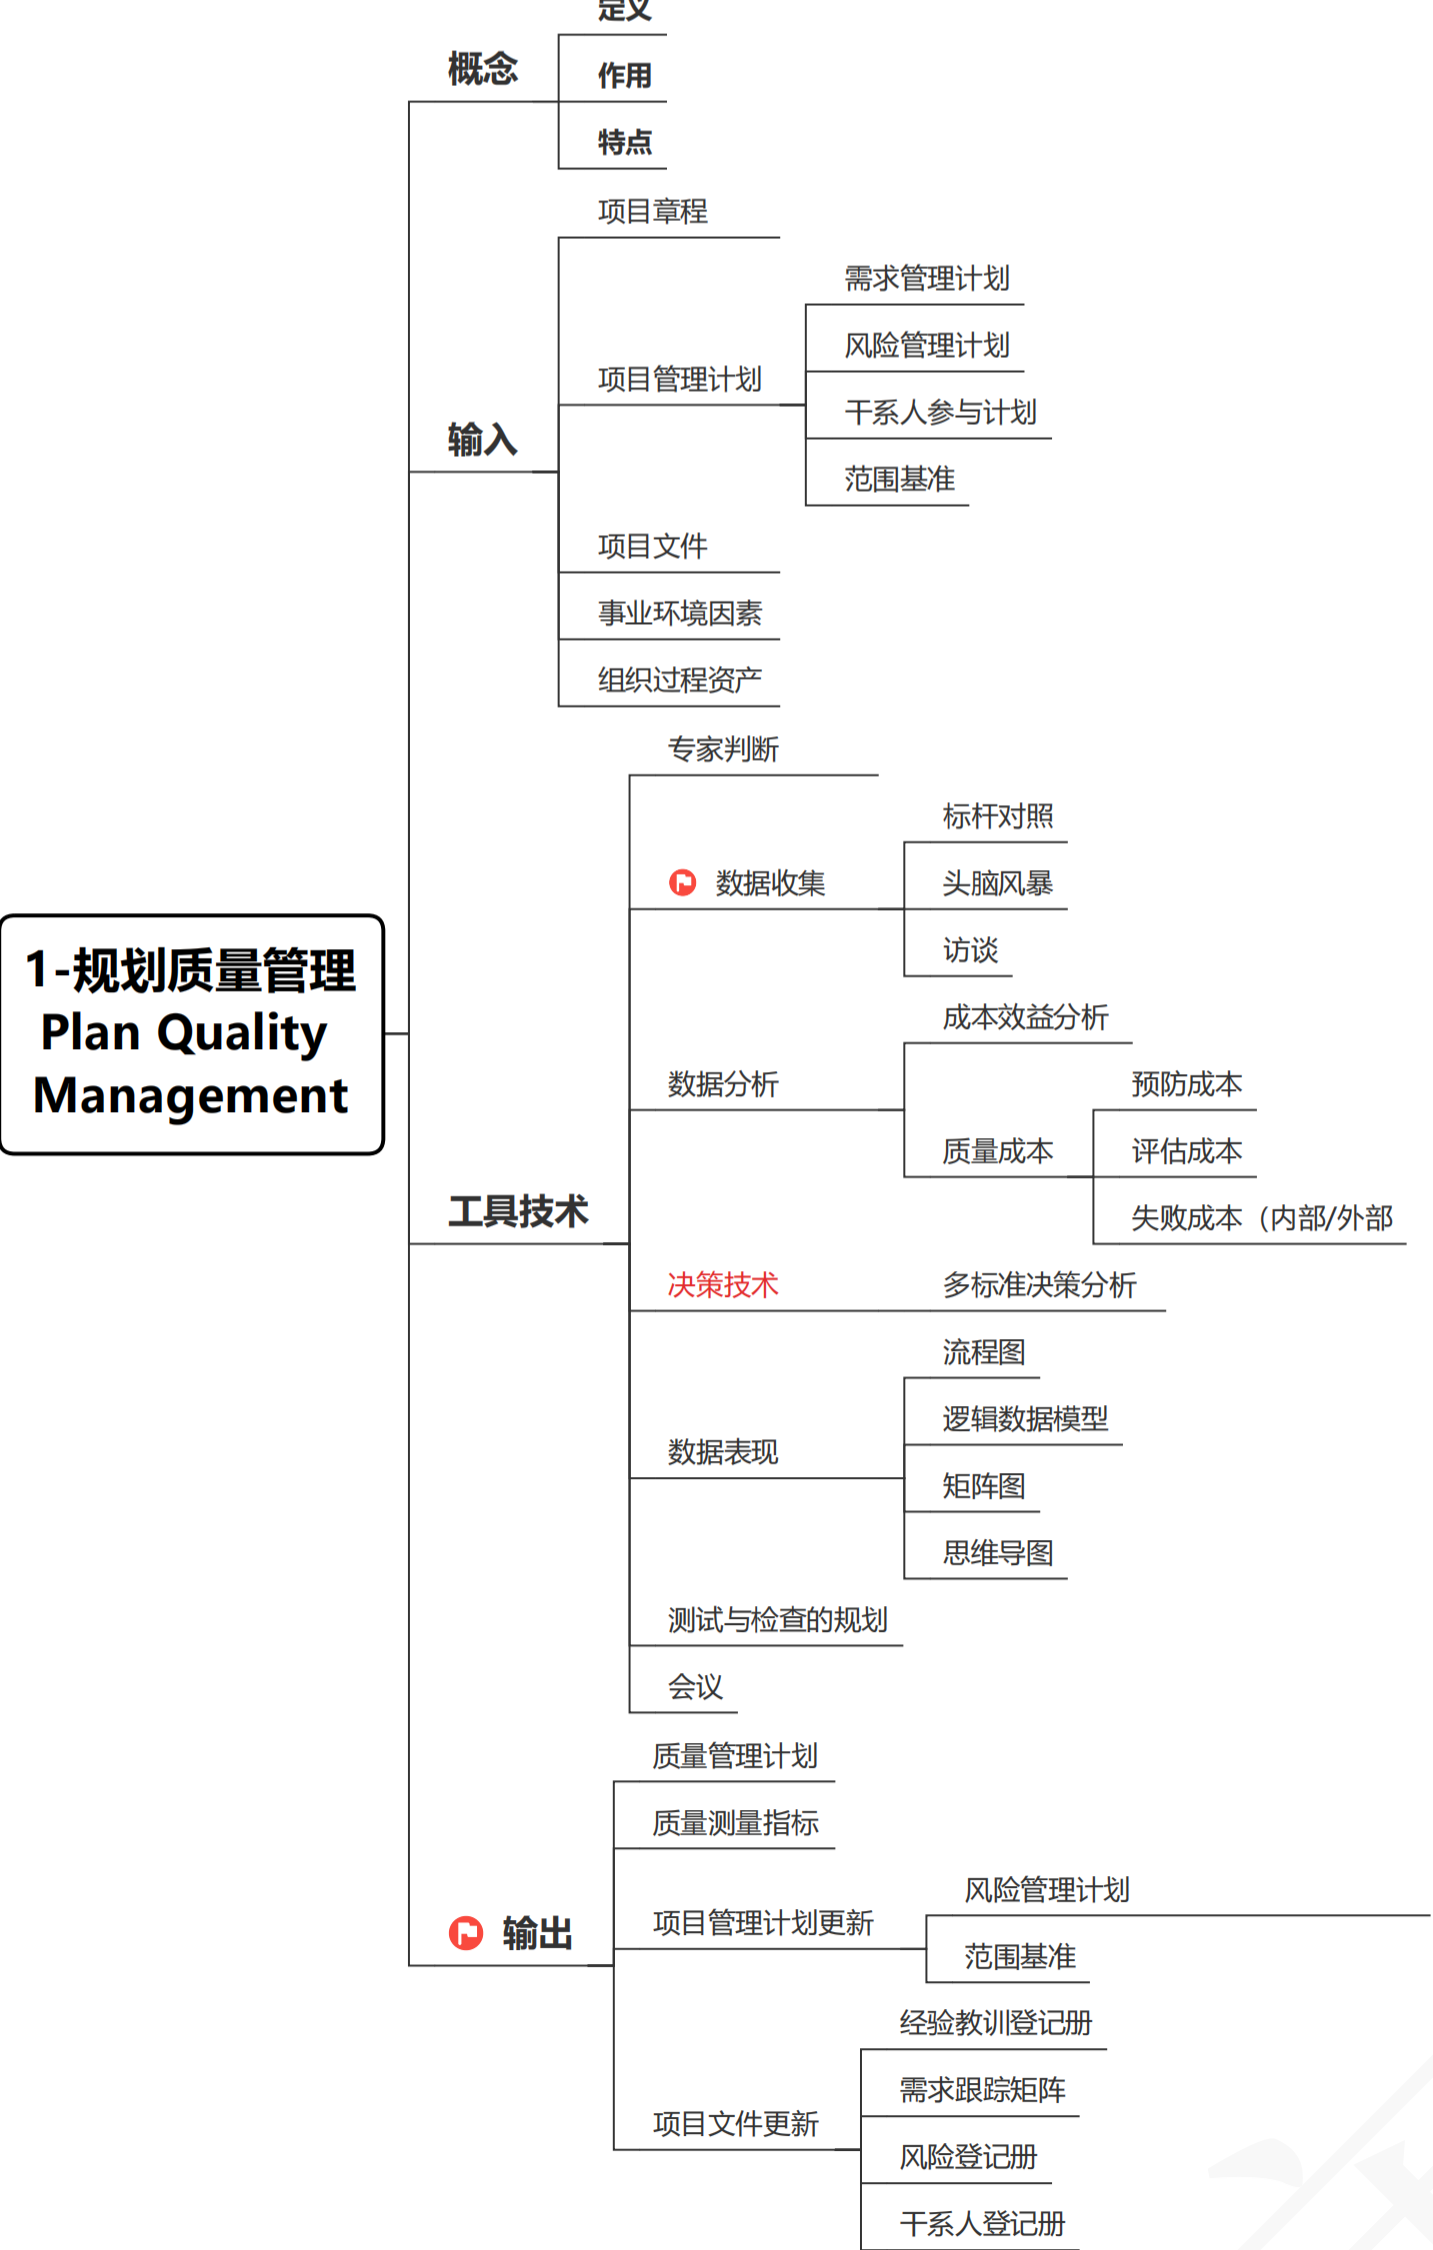 1-规划质量管理
Plan Quality
Management
概念
定义
作用
特点
输入
项目章程
项目管理计划
需求管理计划
风险管理计划
干系人参与计划
范围基准
项目文件
事业环境因素
组织过程资产
工具技术
专家判断
数据收集
标杆对照
头脑风暴
访谈
数据分析
成本效益分析
质量成本
预防成本
评估成本
失败成本（内部/外部
决策技术
多标准决策分析
数据表现
流程图
逻辑数据模型
矩阵图
思维导图
测试与检查的规划
会议
输出
质量管理计划
质量测量指标
项目管理计划更新
风险管理计划
范围基准
项目文件更新
经验教训登记册
需求跟踪矩阵
风险登记册
干系人登记册